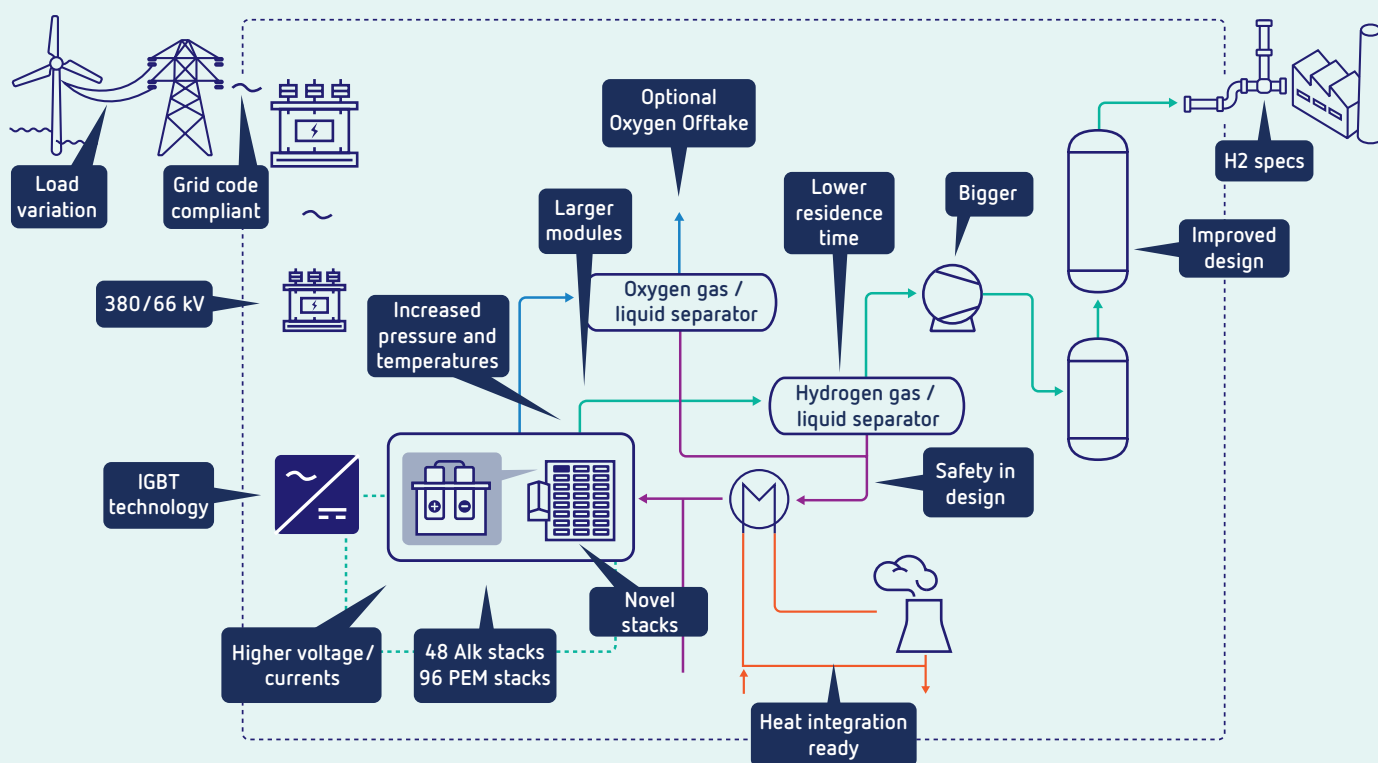 Optional
Oxygen Offtake
Load
variation
Grid code
compliant
Larger
modules
Lower
residence
time
Bigger
H2 specs
Improved
design
380/66 kV
Increased
pressure and
temperatures
Oxygen gas /
liquid separator
Hydrogen gas /
liquid separator
IGBT
technology
Safety in
design
Novel
stacks
Higher voltage/
currents
48 Alk stacks
96 PEM stacks
Heat integration
ready